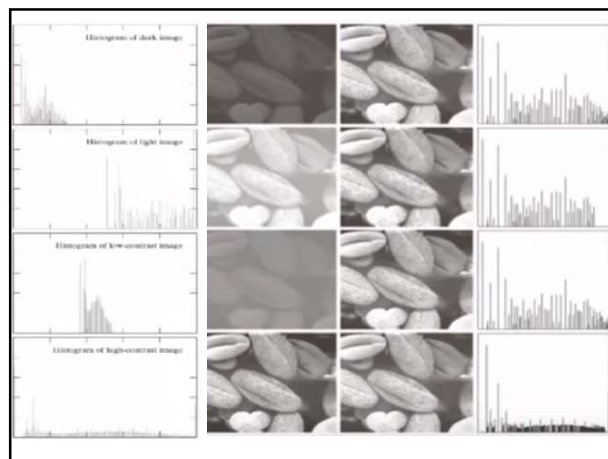 Histogram of dark image
Histogram of light image
Histogram of low-contrast image
Histogram of high-contrast image